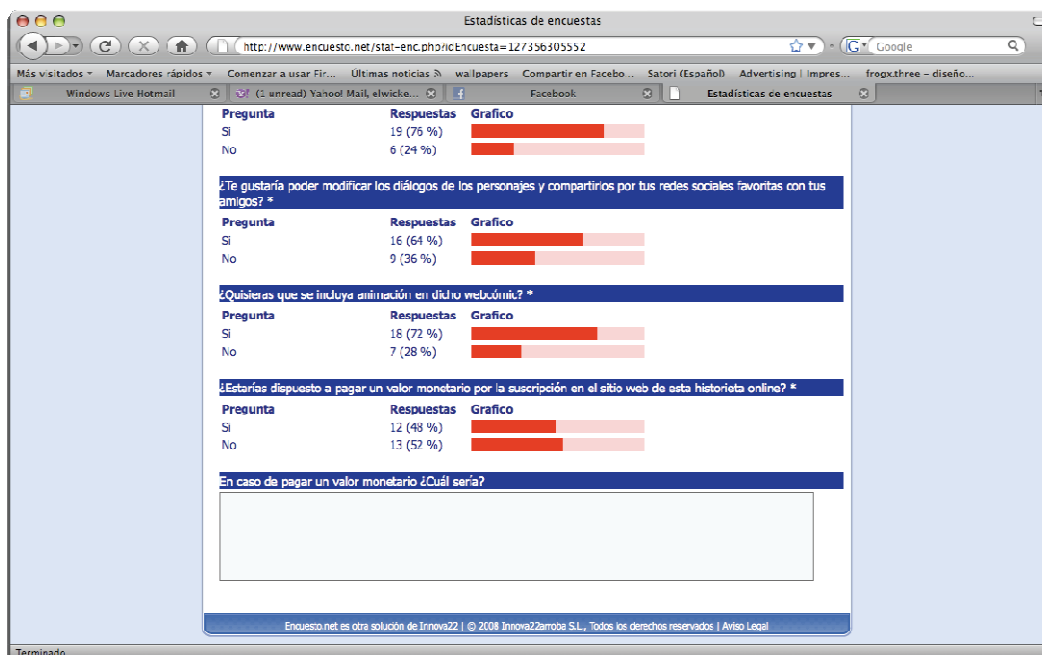 Estadísticas de encuestas
http://www.encuesto.net/stat-enc.php?idEncuesta=127356305552
Google
Más visitados Marcadores rápidos Comenzar a usar Fir... Últimas noticias wallpapers Compartir en Facebo... Satori (Español) Advertising | Impres... frogx.three – diseño...
Windows Live Hotmail (1 unread) Yahoo! Mail, elwicke... Facebook Estadísticas de encuestas
Pregunta Respuestas Grafico
Si 19 (76 %)
No 6 (24 %)
¿Te gustaría poder modificar los diálogos de los personajes y compartirlos por tus redes sociales favoritas con tus
amigos? *
Pregunta Respuestas Grafico
Si 16 (64 %)
No 9 (36 %)
¿Quisieras que se incluya animación en dicho webcómic? *
Pregunta Respuestas Grafico
Si 18 (72 %)
No 7 (28 %)
¿Estarías dispuesto a pagar un valor monetario por la suscripción en el sitio web de esta historieta online? *
Pregunta Respuestas Grafico
Si 12 (48 %)
No 13 (52 %)
En caso de pagar un valor monetario ¿Cuál sería?
Encuesto.net es otra solución de Innova22 | © 2008 Innova22arroba S.L., Todos los derechos reservados | Aviso Legal
Terminado